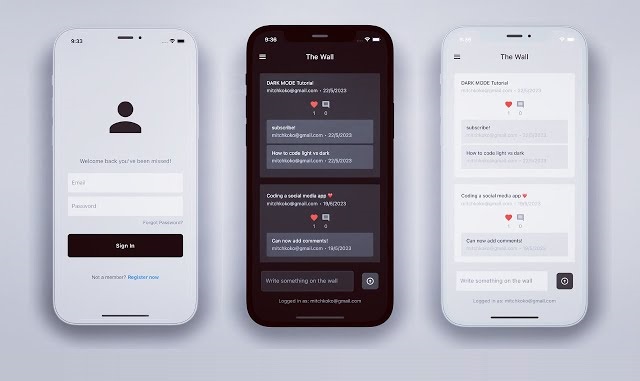 9:33
Welcome back you've been missed!
Email
Password
Forgot Password?
Sign In
Not a member? Register now
9:36
The Wall
DARK MODE Tutorial
mitchkoko@gmail.com • 22/5/2023
1 0
subscribe!
mitchkoko@gmail.com • 22/5/2023
How to code light vs dark
mitchkoko@gmail.com • 22/5/2023
Coding a social media app ❤️
mitchkoko@gmail.com • 19/6/2023
1 0
Can now add comments!
mitchkoko@gmail.com • 19/6/2023
Write something on the wall
Logged in as: mitchkoko@gmail.com
The Wall
DARK MODE Tutorial
mitchkoko@gmail.com • 22/5/2023
1 0
subscribe!
mitchkoko@gmail.com • 22/5/2023
How to code light vs dark
mitchkoko@gmail.com • 22/5/2023
Coding a social media app ❤️
mitchkoko@gmail.com • 19/6/2023
1 0
Can now add comments!
mitchkoko@gmail.com • 19/6/2023
Write something on the wall
Logged in as: mitchkoko@gmail.com